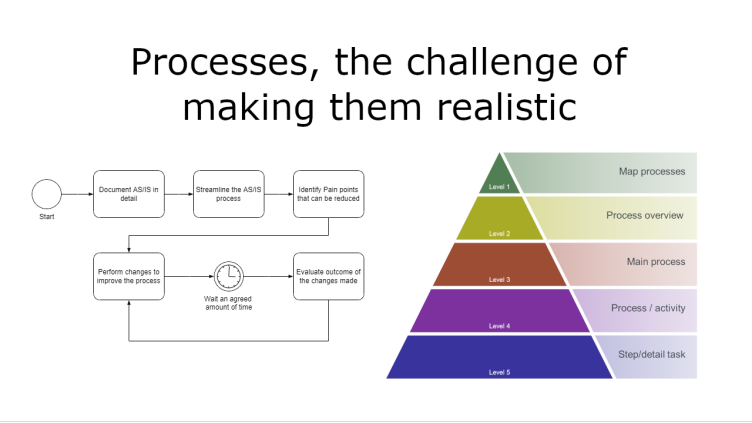 Processes, the challenge of
making them realistic
Start
Document AS/IS in
detail
Streamline the AS/IS
process
Identify Pain points
that can be reduced
Perform changes to
improve the process
Wait an agreed
amount of time
Evaluate outcome of
the changes made
Level 1
Map processes
Level 2
Process overview
Level 3
Main process
Level 4
Process / activity
Level 5
Step/detail task